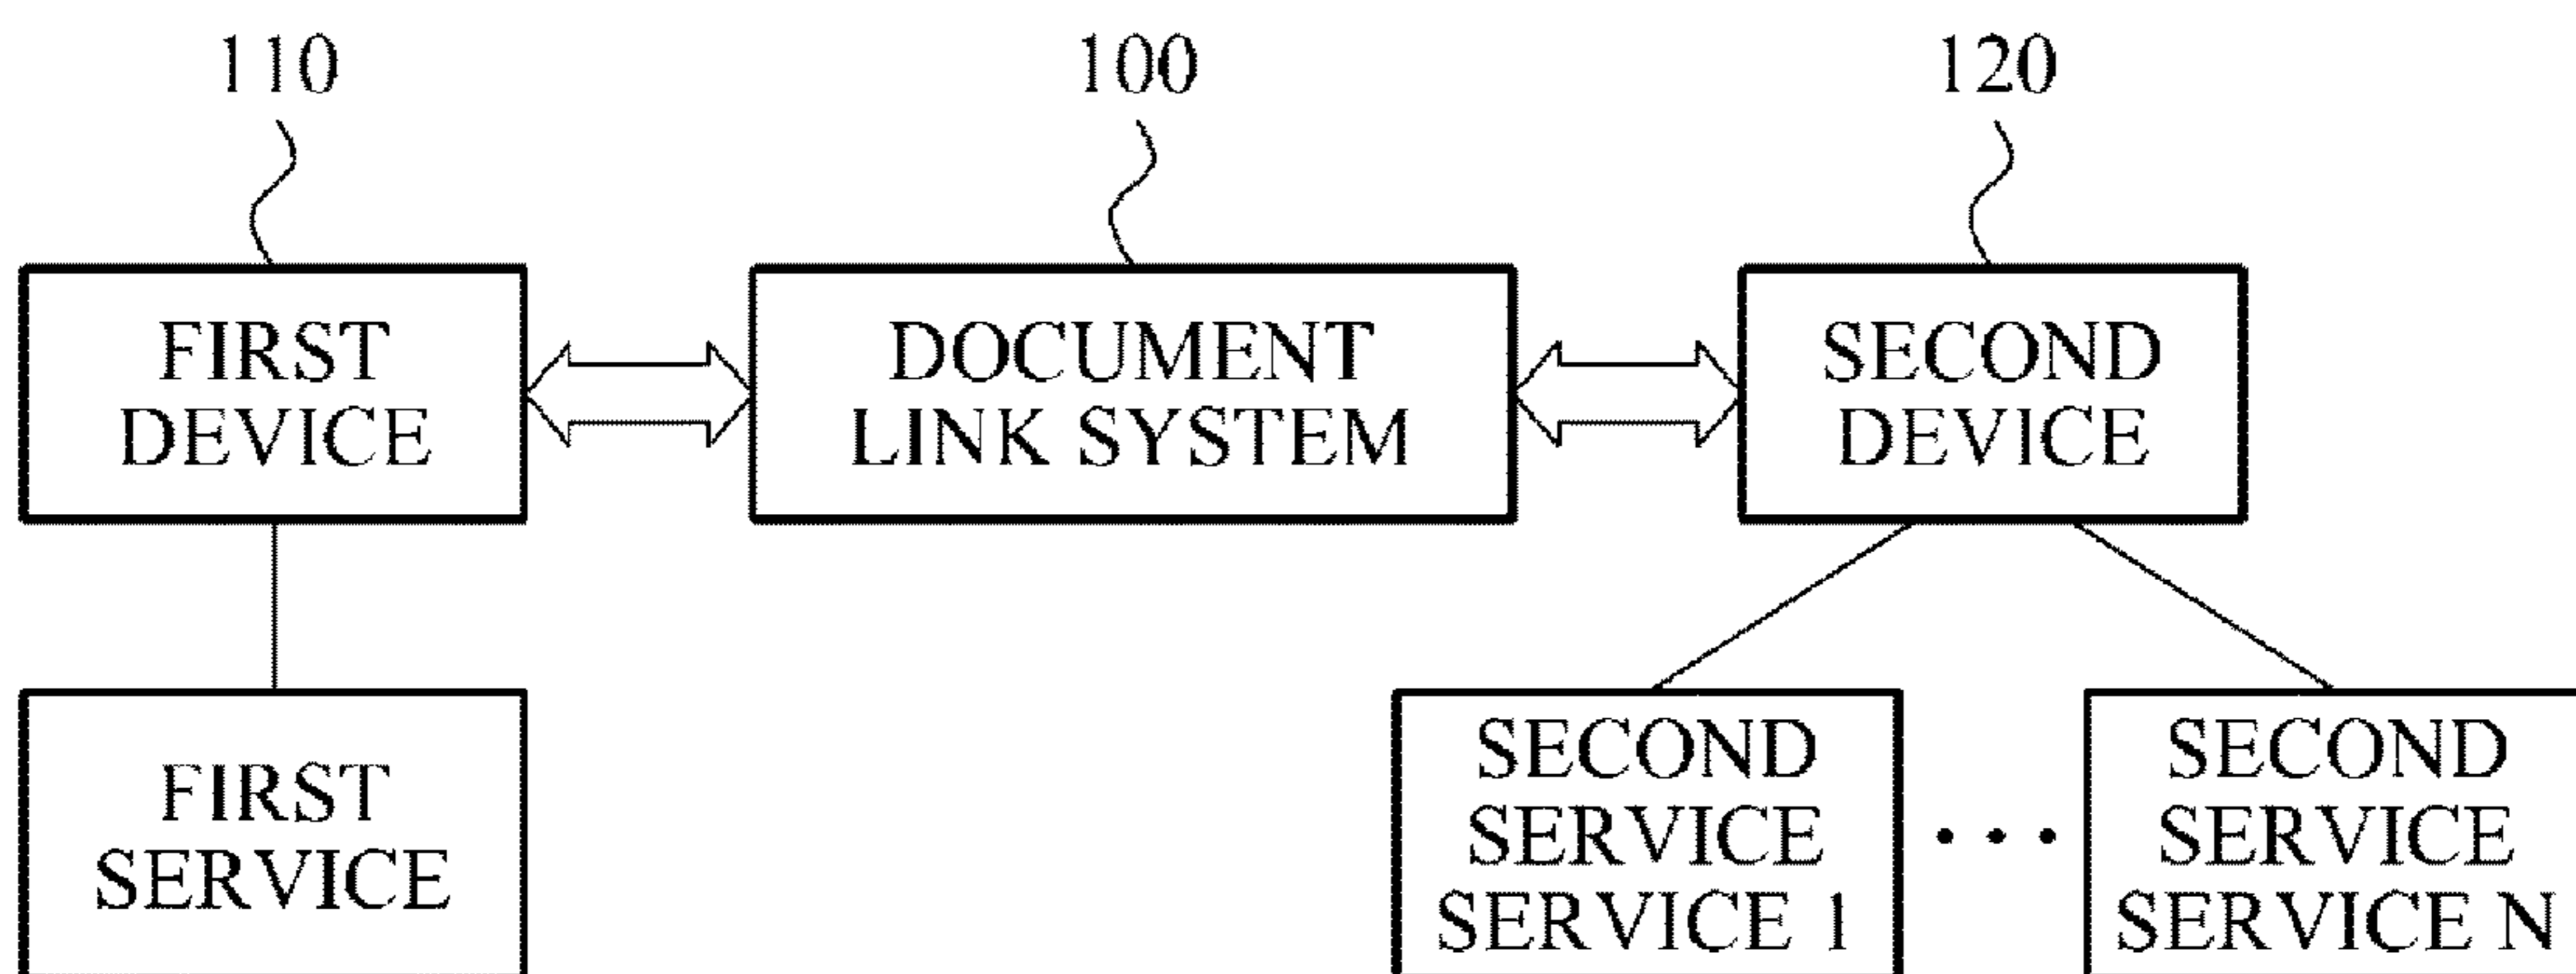 110
100
120
FIRST
DEVICE
DOCUMENT
LINK SYSTEM
SECOND
DEVICE
FIRST
SERVICE
SECOND
SERVICE
SERVICE 1
• • •
SECOND
SERVICE
SERVICE N